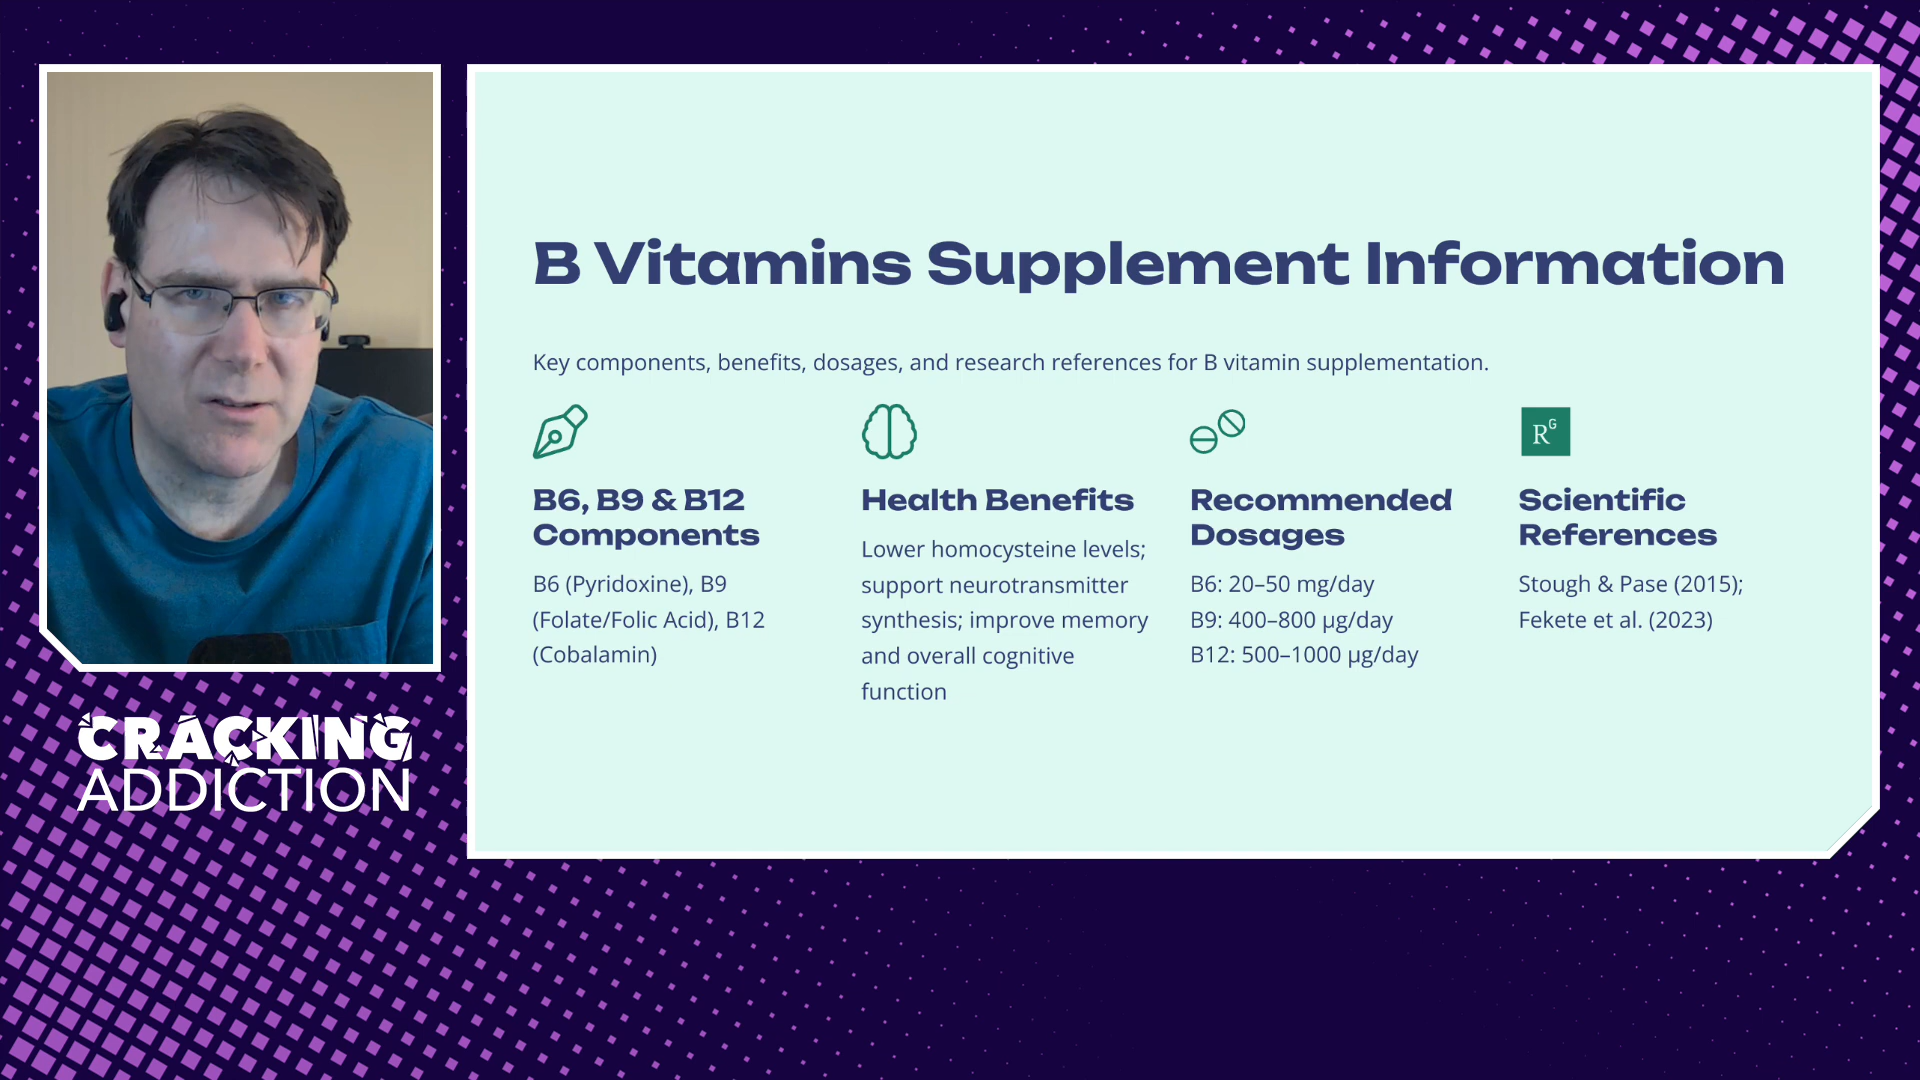 B Vitamins Supplement Information
Key components, benefits, dosages, and research references for B vitamin supplementation.
B6, B9 & B12
Components
B6 (Pyridoxine), B9
(Folate/Folic Acid), B12
(Cobalamin)
Health Benefits
Lower homocysteine levels;
support neurotransmitter
synthesis; improve memory
and overall cognitive
function
Recommended
Dosages
B6: 20–50 mg/day
B9: 400–800 µg/day
B12: 500–1000 µg/day
RG
Scientific
References
Stough & Pase (2015);
Fekete et al. (2023)
CRACKING
ADDICTION